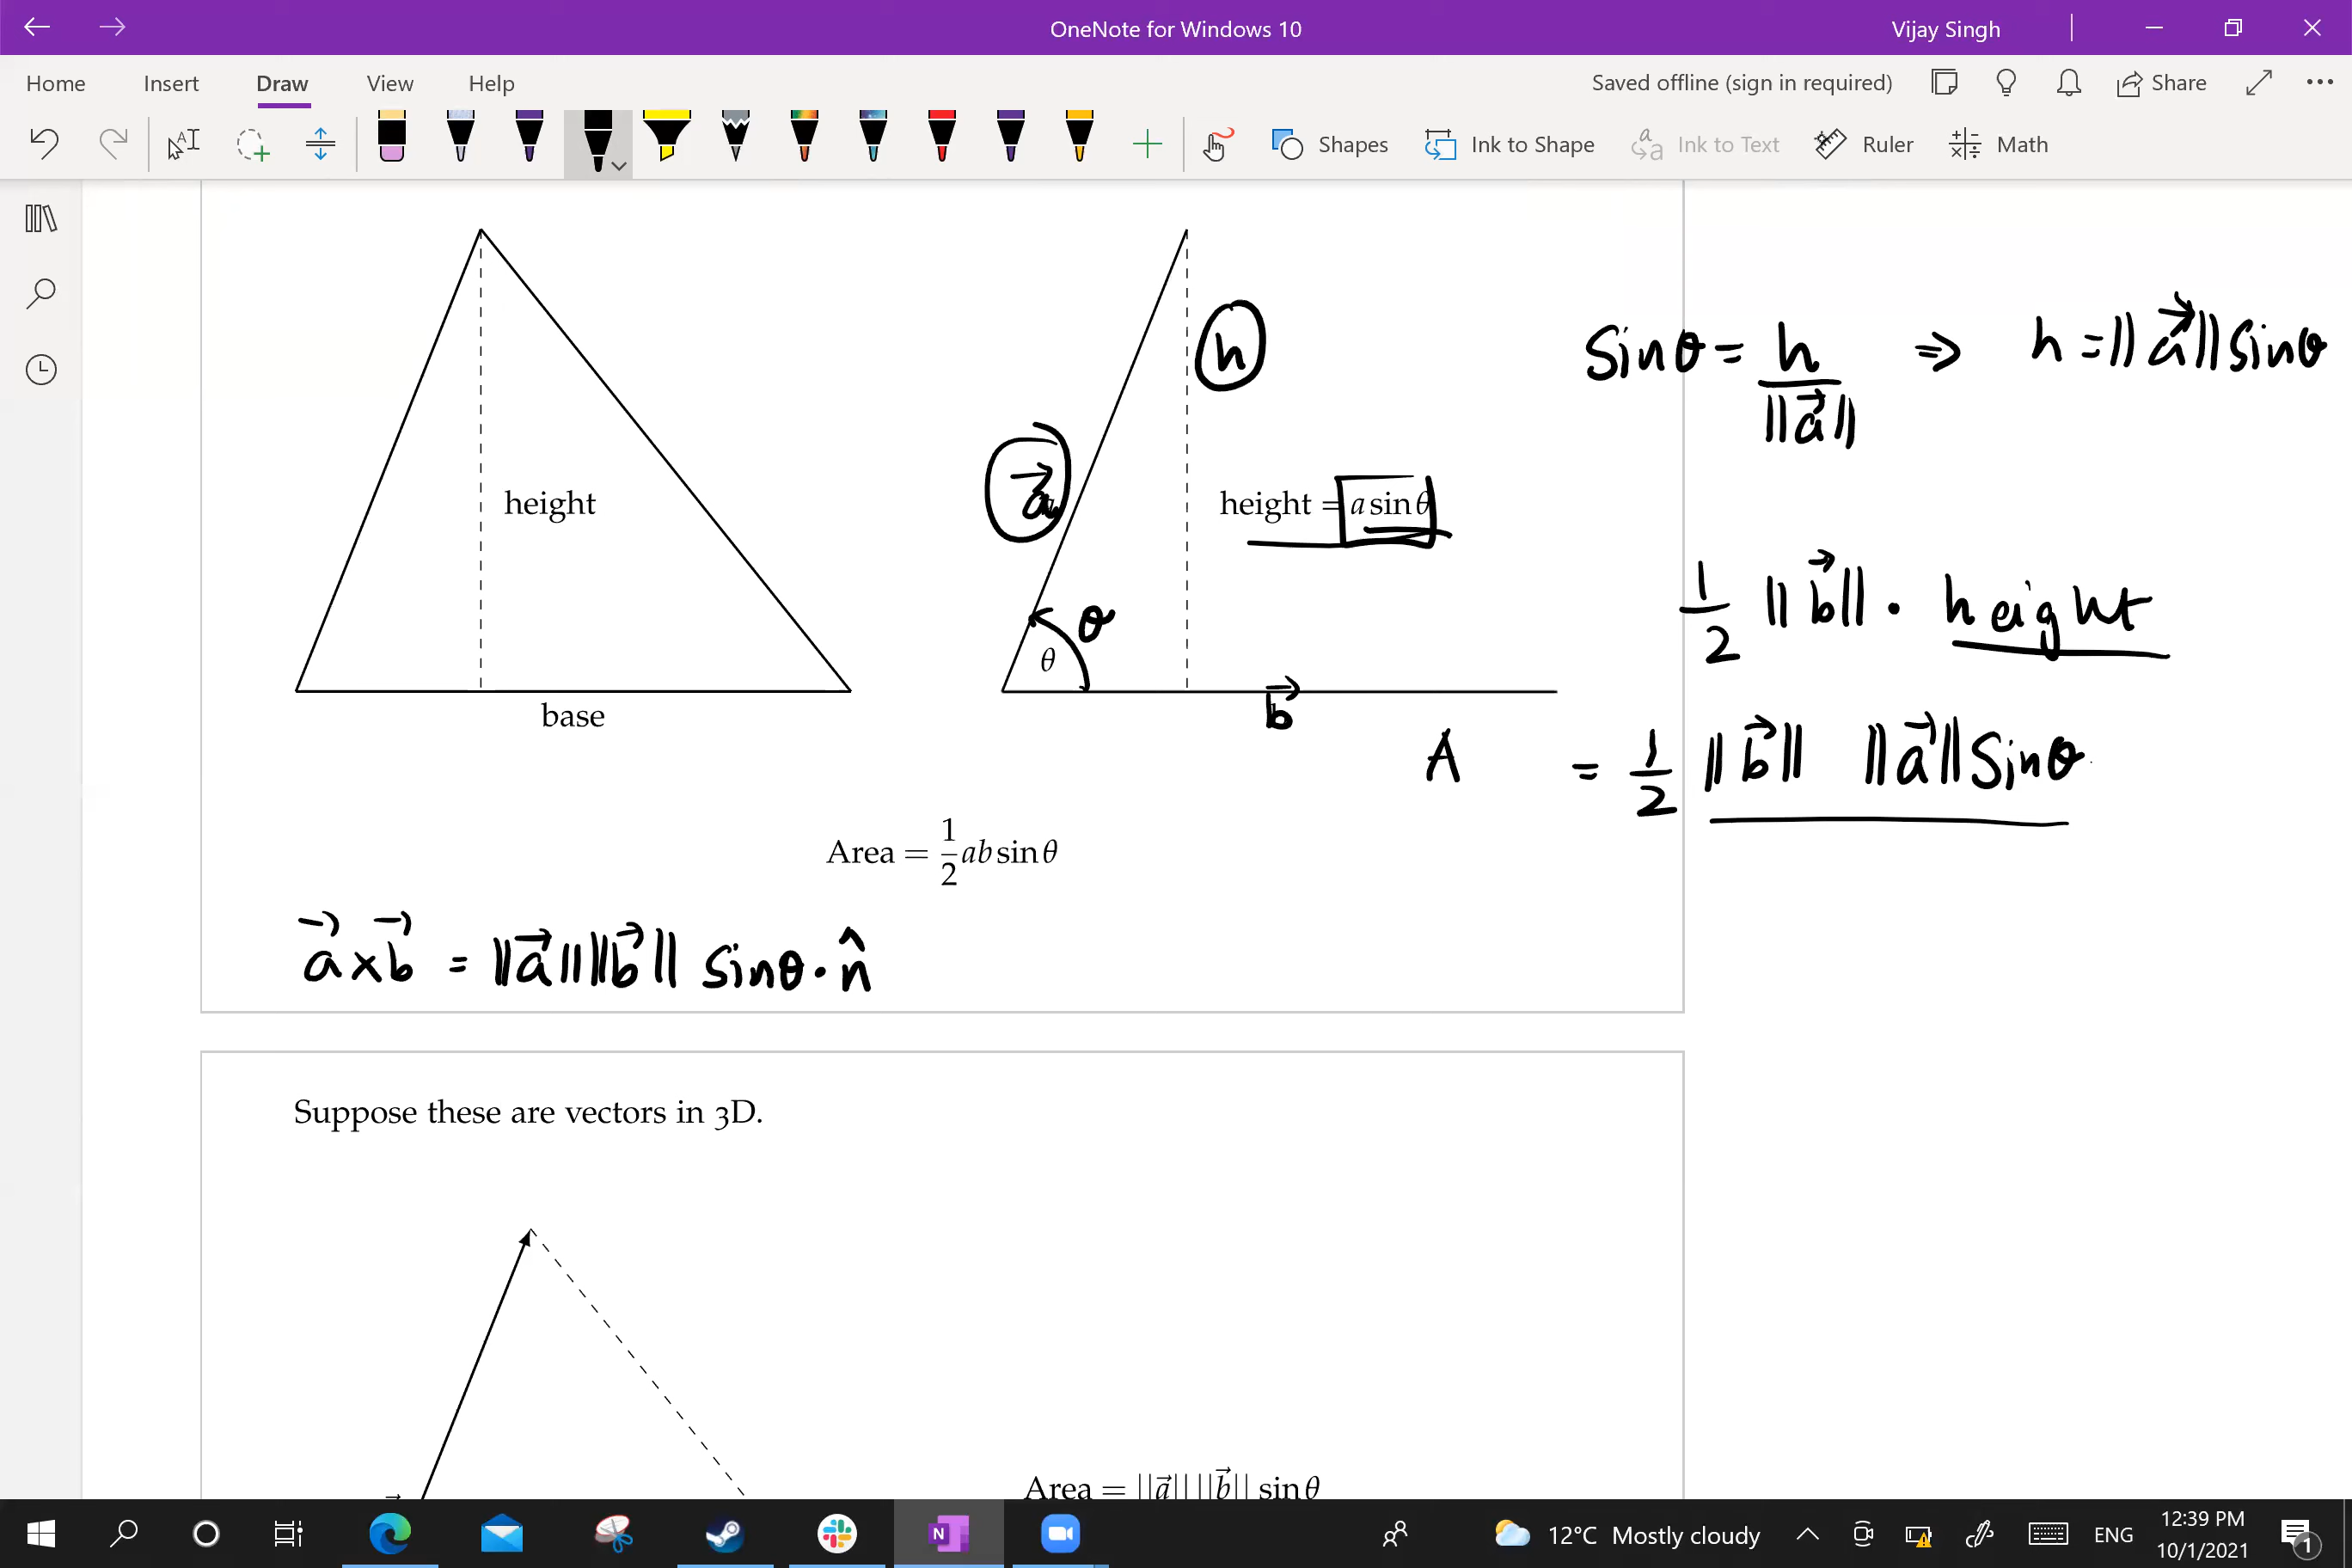 OneNote for Windows 10
Vijay Singh
Home Insert Draw View Help
Saved offline (sign in required) Share
Shapes Ink to Shape Ink to Text Ruler Math
h
sinθ = h / ||a⃗|| ⇒ h = ||a⃗|| sinθ
height
a⃗
height = a sin θ
θ
θ
1/2 ||b⃗|| · height
base
b⃗
A = 1/2 ||b⃗|| ||a⃗|| sinθ
Area = 1/2 ab sin θ
a⃗ × b⃗ = ||a⃗|| ||b⃗|| sinθ · n̂
Suppose these are vectors in 3D.
Area = ||a⃗|| ||b⃗|| sin θ
N
12°C Mostly cloudy
ENG
12:39 PM
10/1/2021
1